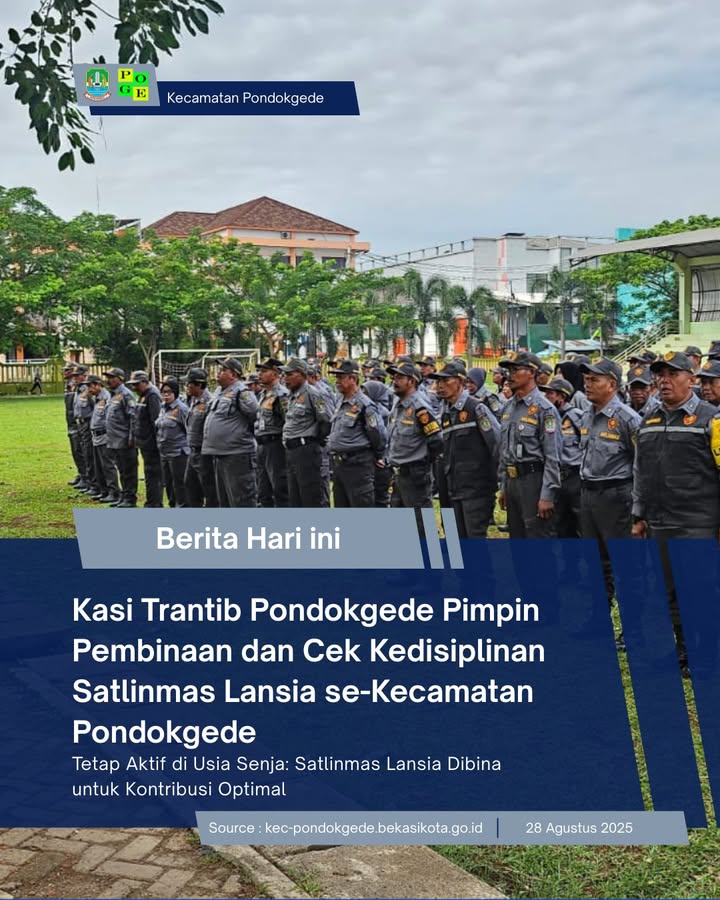 P O
G E
Kecamatan Pondokgede
Berita Hari ini
Kasi Trantib Pondokgede Pimpin
Pembinaan dan Cek Kedisiplinan
Satlinmas Lansia se-Kecamatan
Pondokgede
Tetap Aktif di Usia Senja: Satlinmas Lansia Dibina
untuk Kontribusi Optimal
Source : kec-pondokgede.bekasikota.go.id
28 Agustus 2025